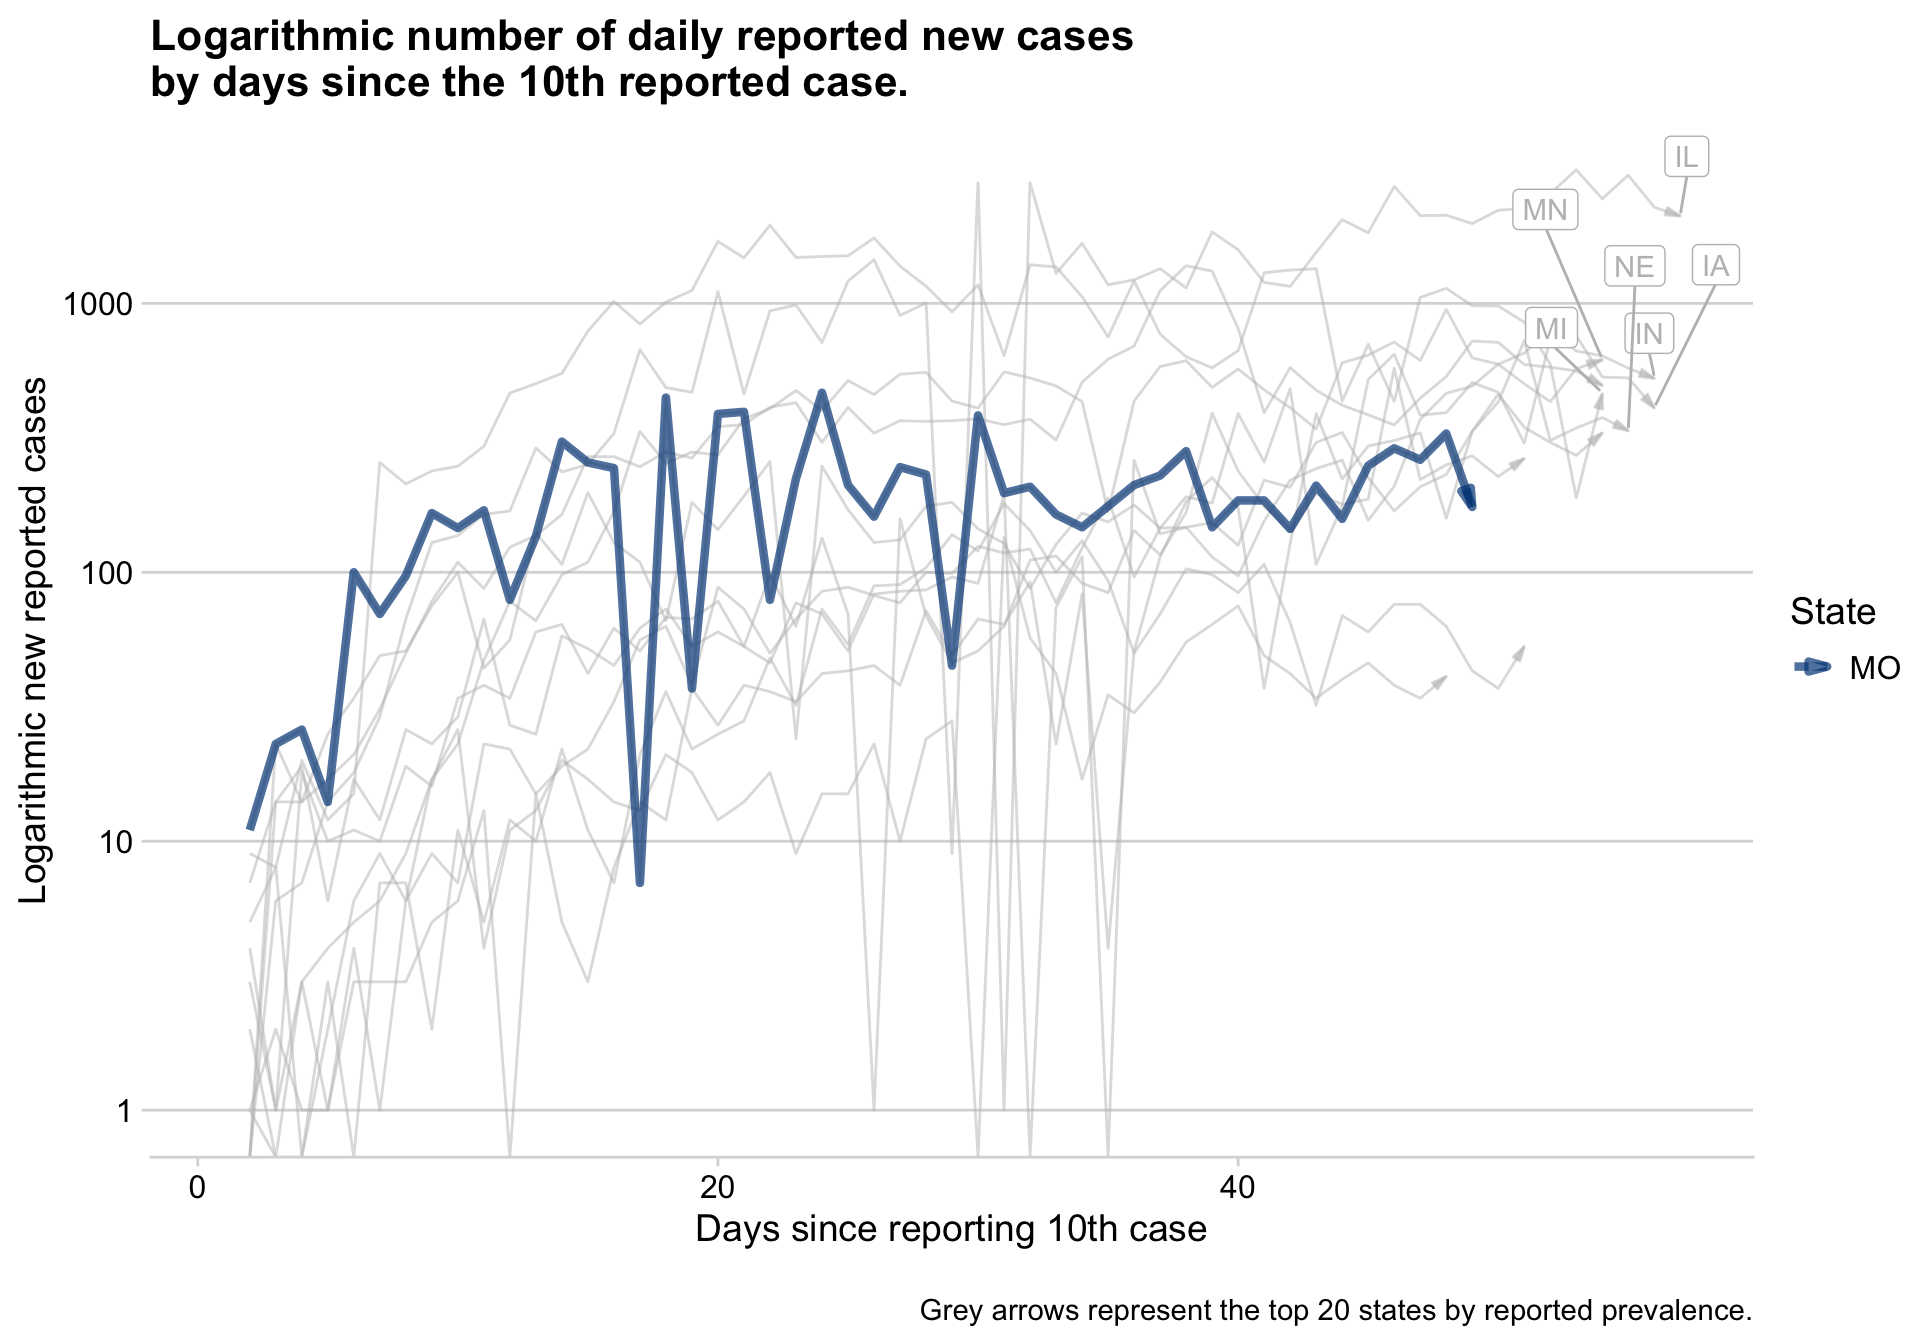 Logarithmic number of daily reported new cases
by days since the 10th reported case.
IL
MN
NE
IA
MI
IN
1000
100
10
1
Logarithmic new reported cases
0
20
40
Days since reporting 10th case
State
MO
Grey arrows represent the top 20 states by reported prevalence.